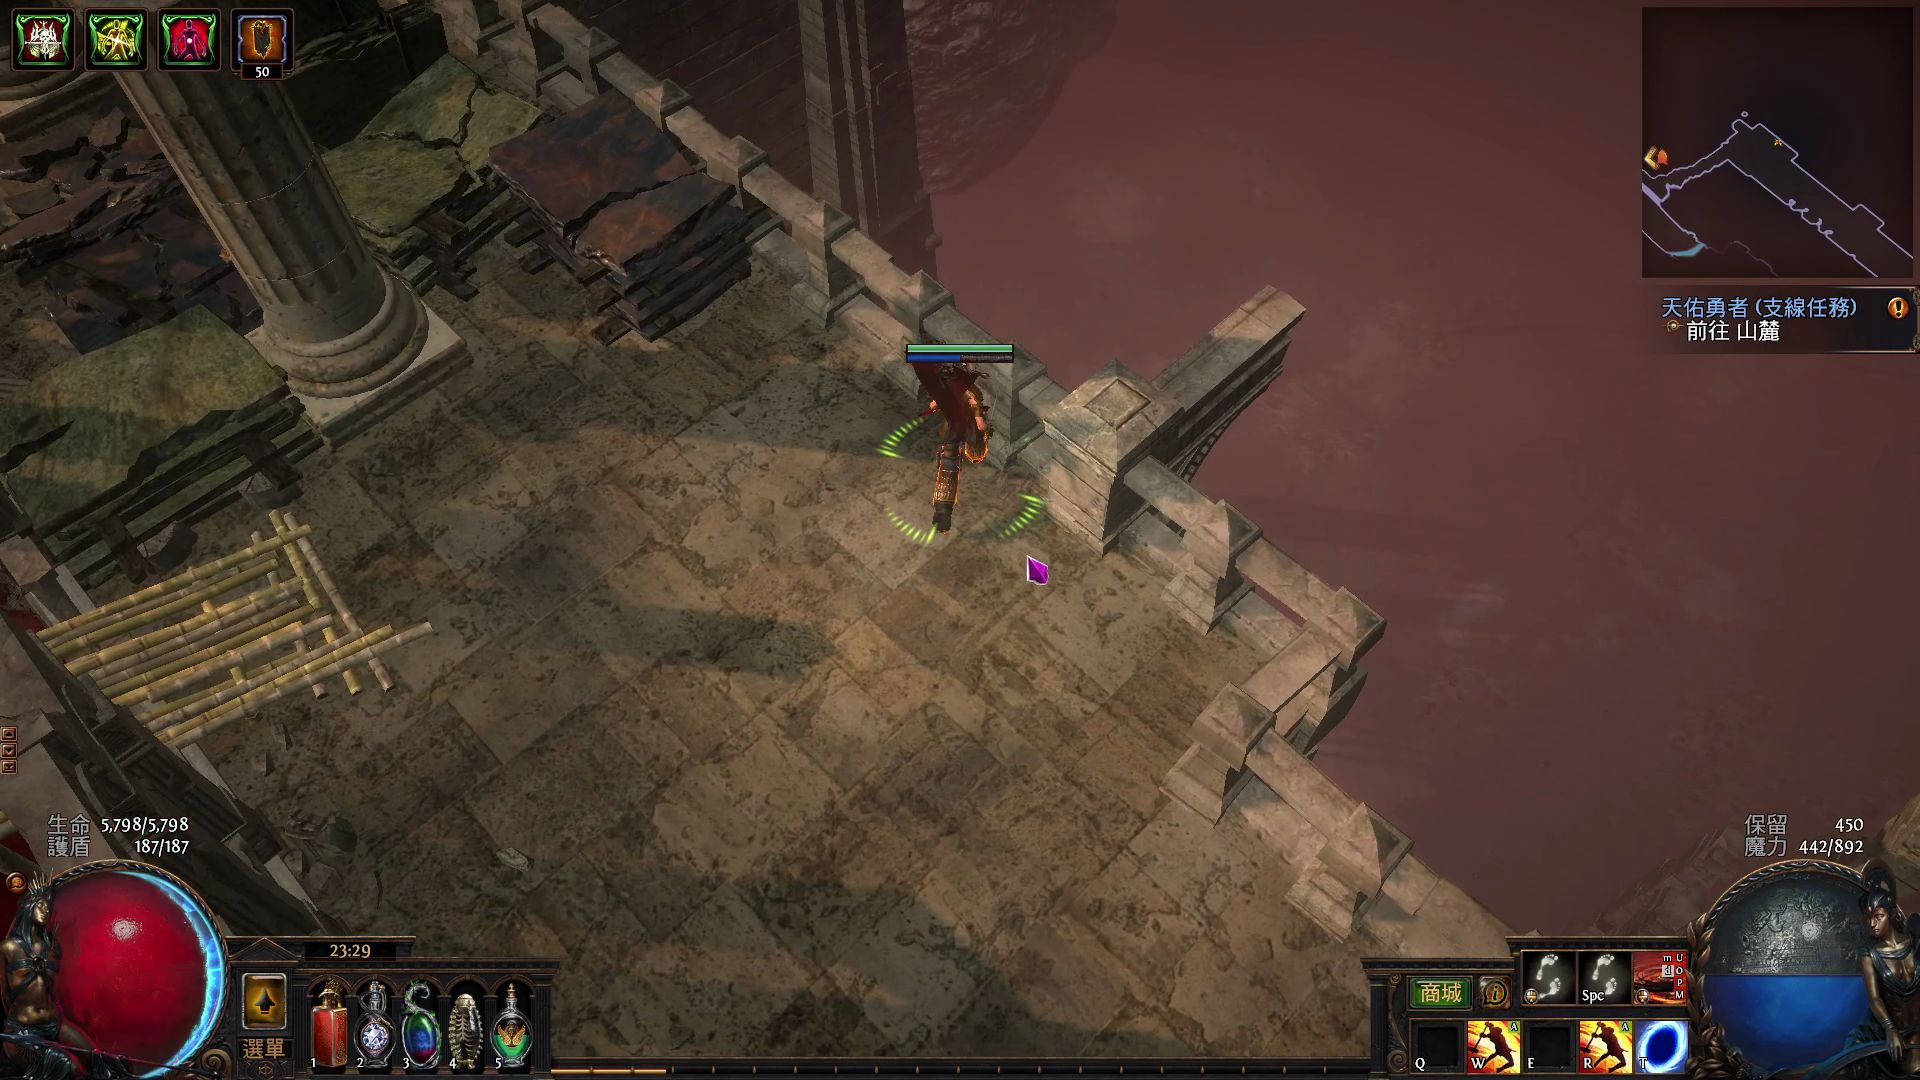 50
天佑勇者 (支線任務)
前往 山麓
生命 5,798/5,798
護盾 187/187
保留 450
魔力 442/892
23:29
選單
1 2 3 4 5
商城
Spc
m U
d O
P
M
Q W A E R A T